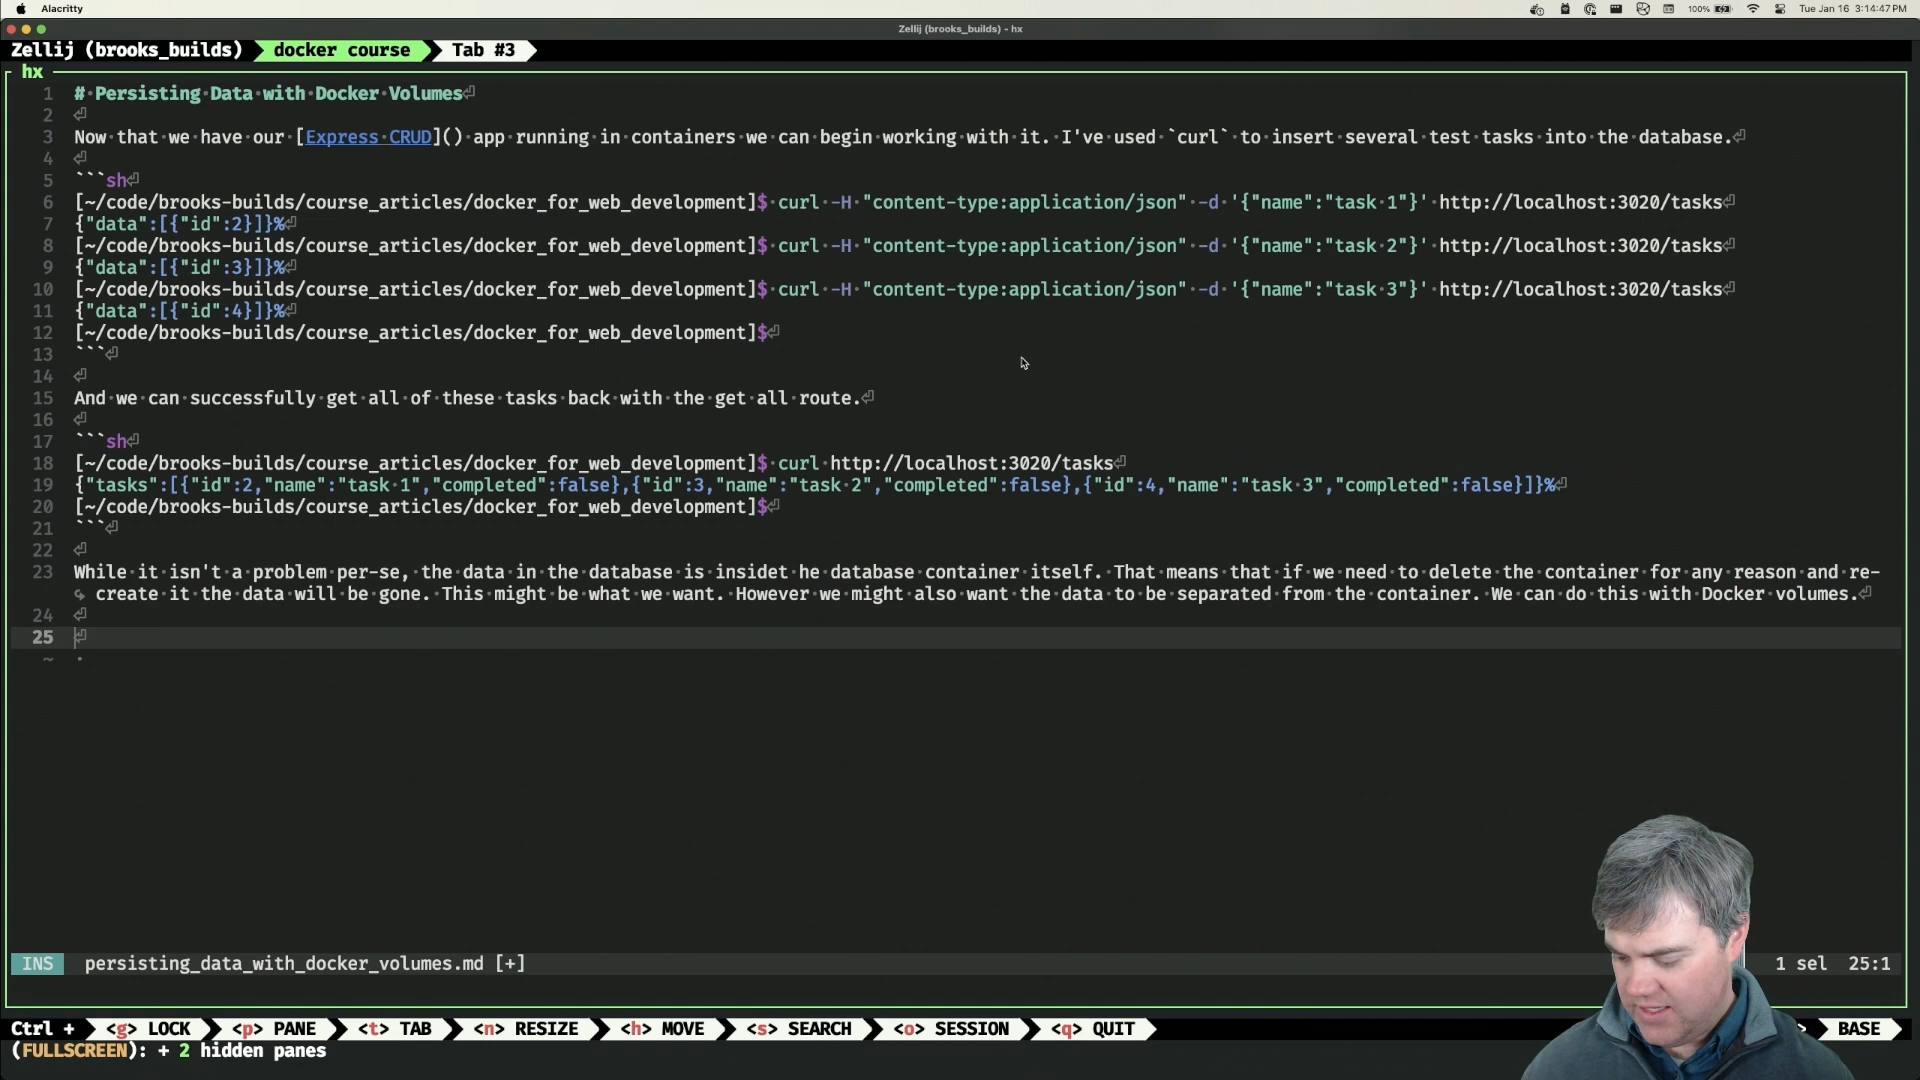 Alacritty
100%
Tue Jan 16 3:14:47 PM
Zellij (brooks_builds) - hx
Zellij (brooks_builds) docker course Tab #3
hx
1 # Persisting Data with Docker Volumes
2
3 Now that we have our [Express CRUD]() app running in containers we can begin working with it. I've used `curl` to insert several test tasks into the database.
4
5 ```sh
6 [~/code/brooks-builds/course_articles/docker_for_web_development]$ curl -H "content-type:application/json" -d '{"name":"task 1"}' http://localhost:3020/tasks
7 {"data":[{"id":2}]}%
8 [~/code/brooks-builds/course_articles/docker_for_web_development]$ curl -H "content-type:application/json" -d '{"name":"task 2"}' http://localhost:3020/tasks
9 {"data":[{"id":3}]}%
10 [~/code/brooks-builds/course_articles/docker_for_web_development]$ curl -H "content-type:application/json" -d '{"name":"task 3"}' http://localhost:3020/tasks
11 {"data":[{"id":4}]}%
12 [~/code/brooks-builds/course_articles/docker_for_web_development]$
13 ```
14
15 And we can successfully get all of these tasks back with the get all route.
16
17 ```sh
18 [~/code/brooks-builds/course_articles/docker_for_web_development]$ curl http://localhost:3020/tasks
19 {"tasks":[{"id":2,"name":"task 1","completed":false},{"id":3,"name":"task 2","completed":false},{"id":4,"name":"task 3","completed":false}]}%
20 [~/code/brooks-builds/course_articles/docker_for_web_development]$
21 ```
22
23 While it isn't a problem per-se, the data in the database is insidet he database container itself. That means that if we need to delete the container for any reason and re-
create it the data will be gone. This might be what we want. However we might also want the data to be separated from the container. We can do this with Docker volumes.
24
25
~
INS persisting_data_with_docker_volumes.md [+] 1 sel 25:1
Ctrl + <g> LOCK <p> PANE <t> TAB <n> RESIZE <h> MOVE <s> SEARCH <o> SESSION <q> QUIT > BASE
(FULLSCREEN): + 2 hidden panes